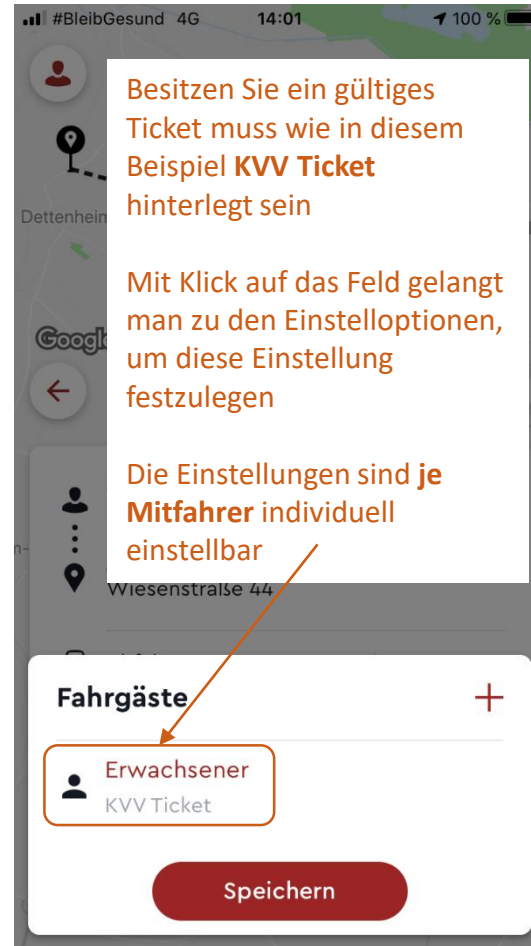 #BleibGesund 4G 14:01 100 %
Besitzen Sie ein gültiges
Ticket muss wie in diesem
Beispiel KVV Ticket
hinterlegt sein
Dettenheim
Mit Klick auf das Feld gelangt
man zu den Einstelloptionen,
um diese Einstellung
festzulegen
Die Einstellungen sind je
Mitfahrer individuell
einstellbar
Wiesenstraße 44
Fahrgäste
Erwachsener
KVV Ticket
Speichern